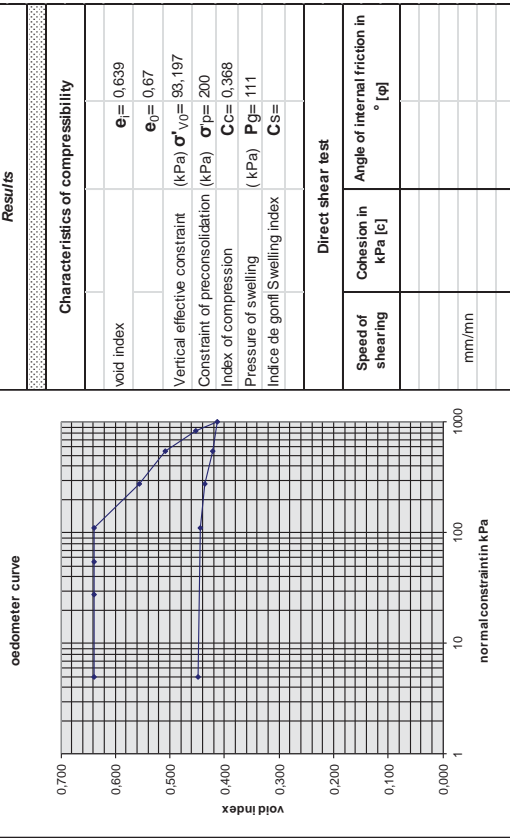 Results
Characteristics of compressibility
void index
eᵢ= 0,639
e₀= 0,67
Vertical effective constraint (kPa) σ'v₀= 93,197
Constraint of preconsolidation (kPa) σ'p= 200
Index of compression Cc= 0,368
Pressure of swelling ( kPa) Pg= 111
Indice de gonfl Swelling index Cs=
Direct shear test
Speed of shearing
Cohesion in kPa [c]
Angle of internal friction in ° [φ]
mm/mn
oedometer curve
void index
0,700
0,600
0,500
0,400
0,300
0,200
0,100
0,000
1
10
100
1000
normal constraint in kPa